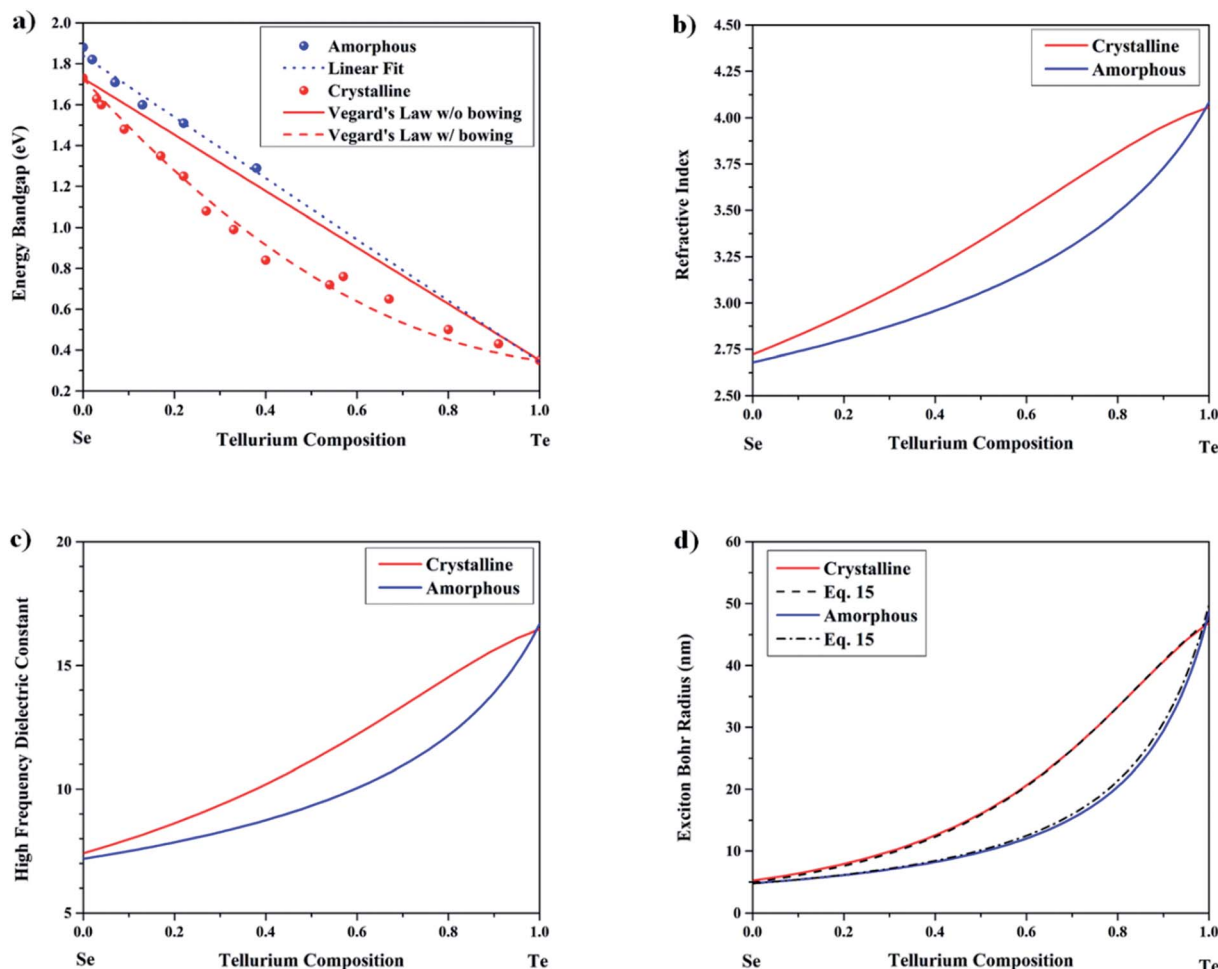 a)
2.0
1.8
1.6
1.4
1.2
1.0
0.8
0.6
0.4
0.2
Energy Bandgap (eV)
Amorphous
Linear Fit
Crystalline
Vegard's Law w/o bowing
Vegard's Law w/ bowing
0.0 0.2 0.4 0.6 0.8 1.0
Se Tellurium Composition Te
b)
4.50
4.25
4.00
3.75
3.50
3.25
3.00
2.75
2.50
Refractive Index
Crystalline
Amorphous
0.0 0.2 0.4 0.6 0.8 1.0
Se Tellurium Composition Te
c)
20
15
10
5
High Frequency Dielectric Constant
Crystalline
Amorphous
0.0 0.2 0.4 0.6 0.8 1.0
Se Tellurium Composition Te
d)
60
50
40
30
20
10
0
Exciton Bohr Radius (nm)
Crystalline
Eq. 15
Amorphous
Eq. 15
0.0 0.2 0.4 0.6 0.8 1.0
Se Tellurium Composition Te